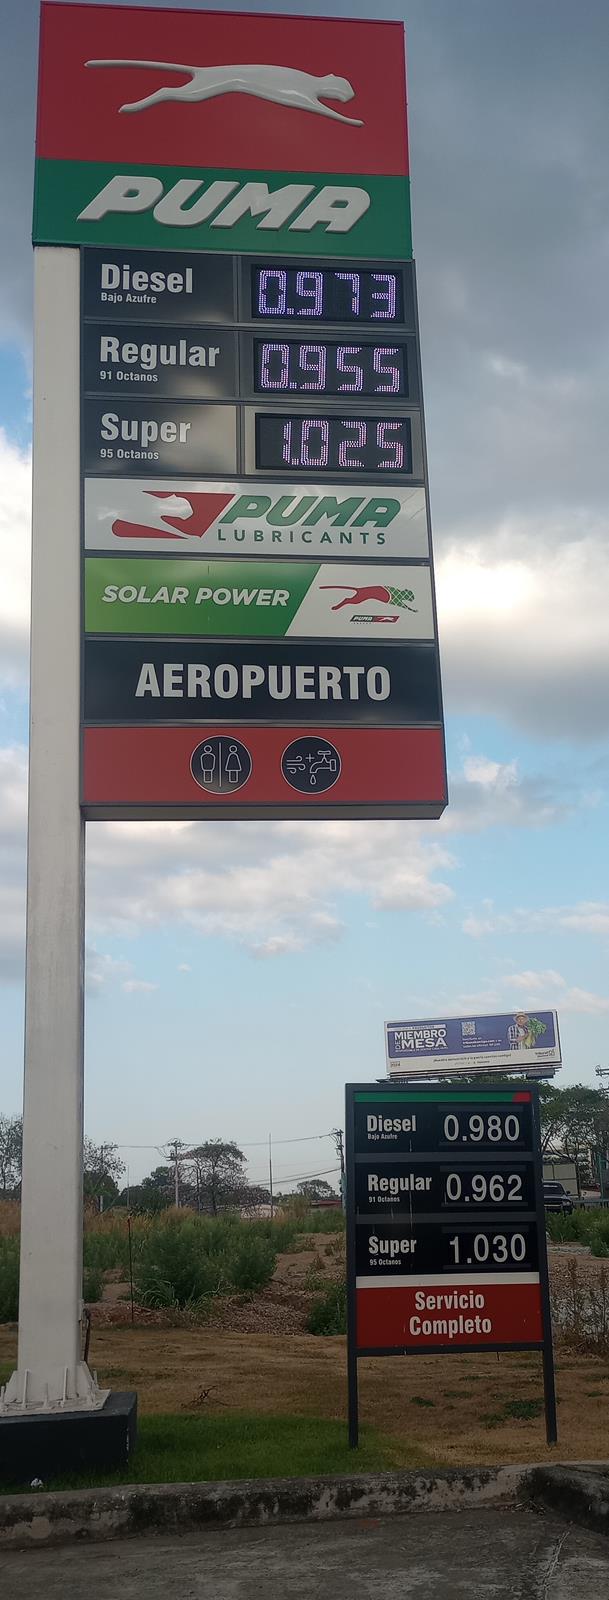 PUMA
Diesel 0.973
Bajo Azufre
Regular 0.955
91 Octanos
Super 1.025
95 Octanos
PUMA
LUBRICANTS
SOLAR POWER
PUMA
AEROPUERTO
MIEMBRO
DE MESA
Diesel 0.980
Bajo Azufre
Regular 0.962
91 Octanos
Super 1.030
95 Octanos
Servicio
Completo